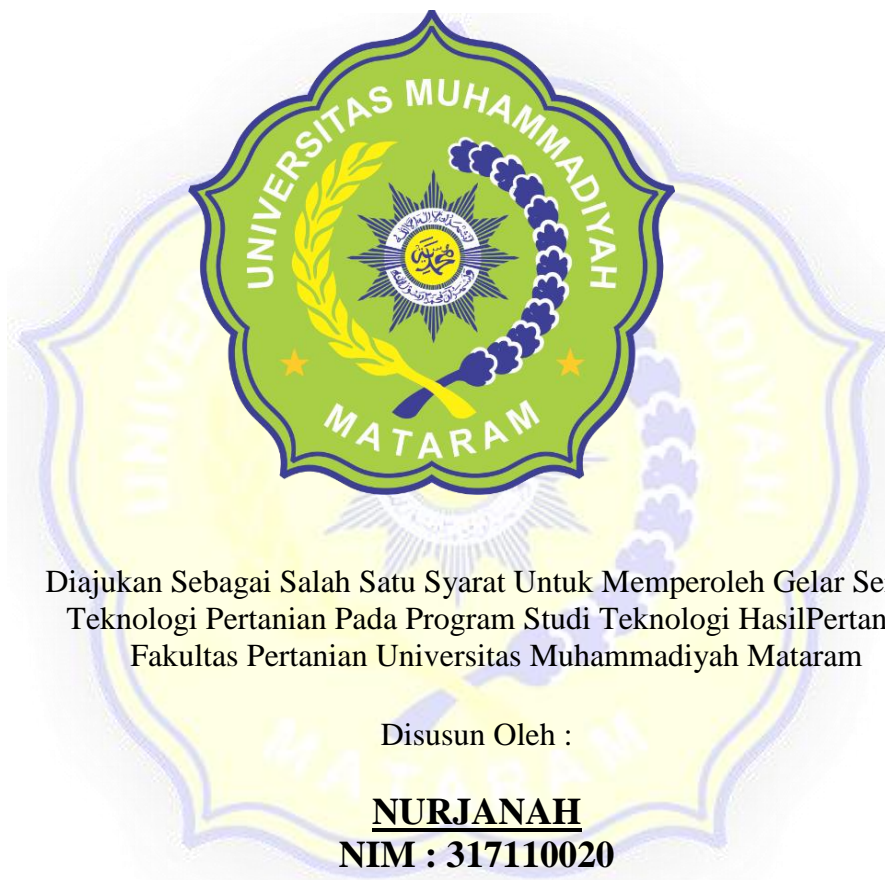 UNIVERSITAS MUHAMMADIYAH
MATARAM
Diajukan Sebagai Salah Satu Syarat Untuk Memperoleh Gelar
Teknologi Pertanian Pada Program Studi Teknologi
Fakultas Pertanian Universitas Muhammadiyah Mataram
Disusun Oleh :
NURJANAH
NIM : 317110020